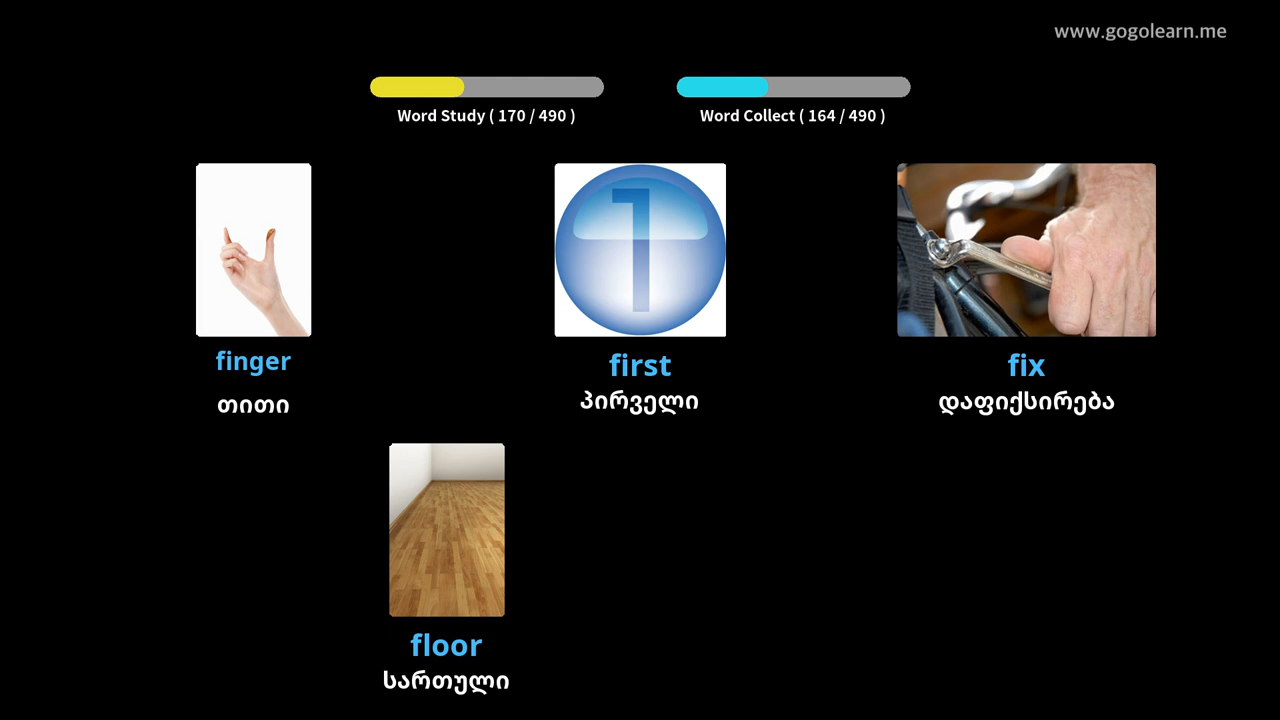 www.gogolearn.me
Word Study ( 170 / 490 )
Word Collect ( 164 / 490 )
1
finger
თითი
first
პირველი
fix
დაფიქსირება
floor
სართული